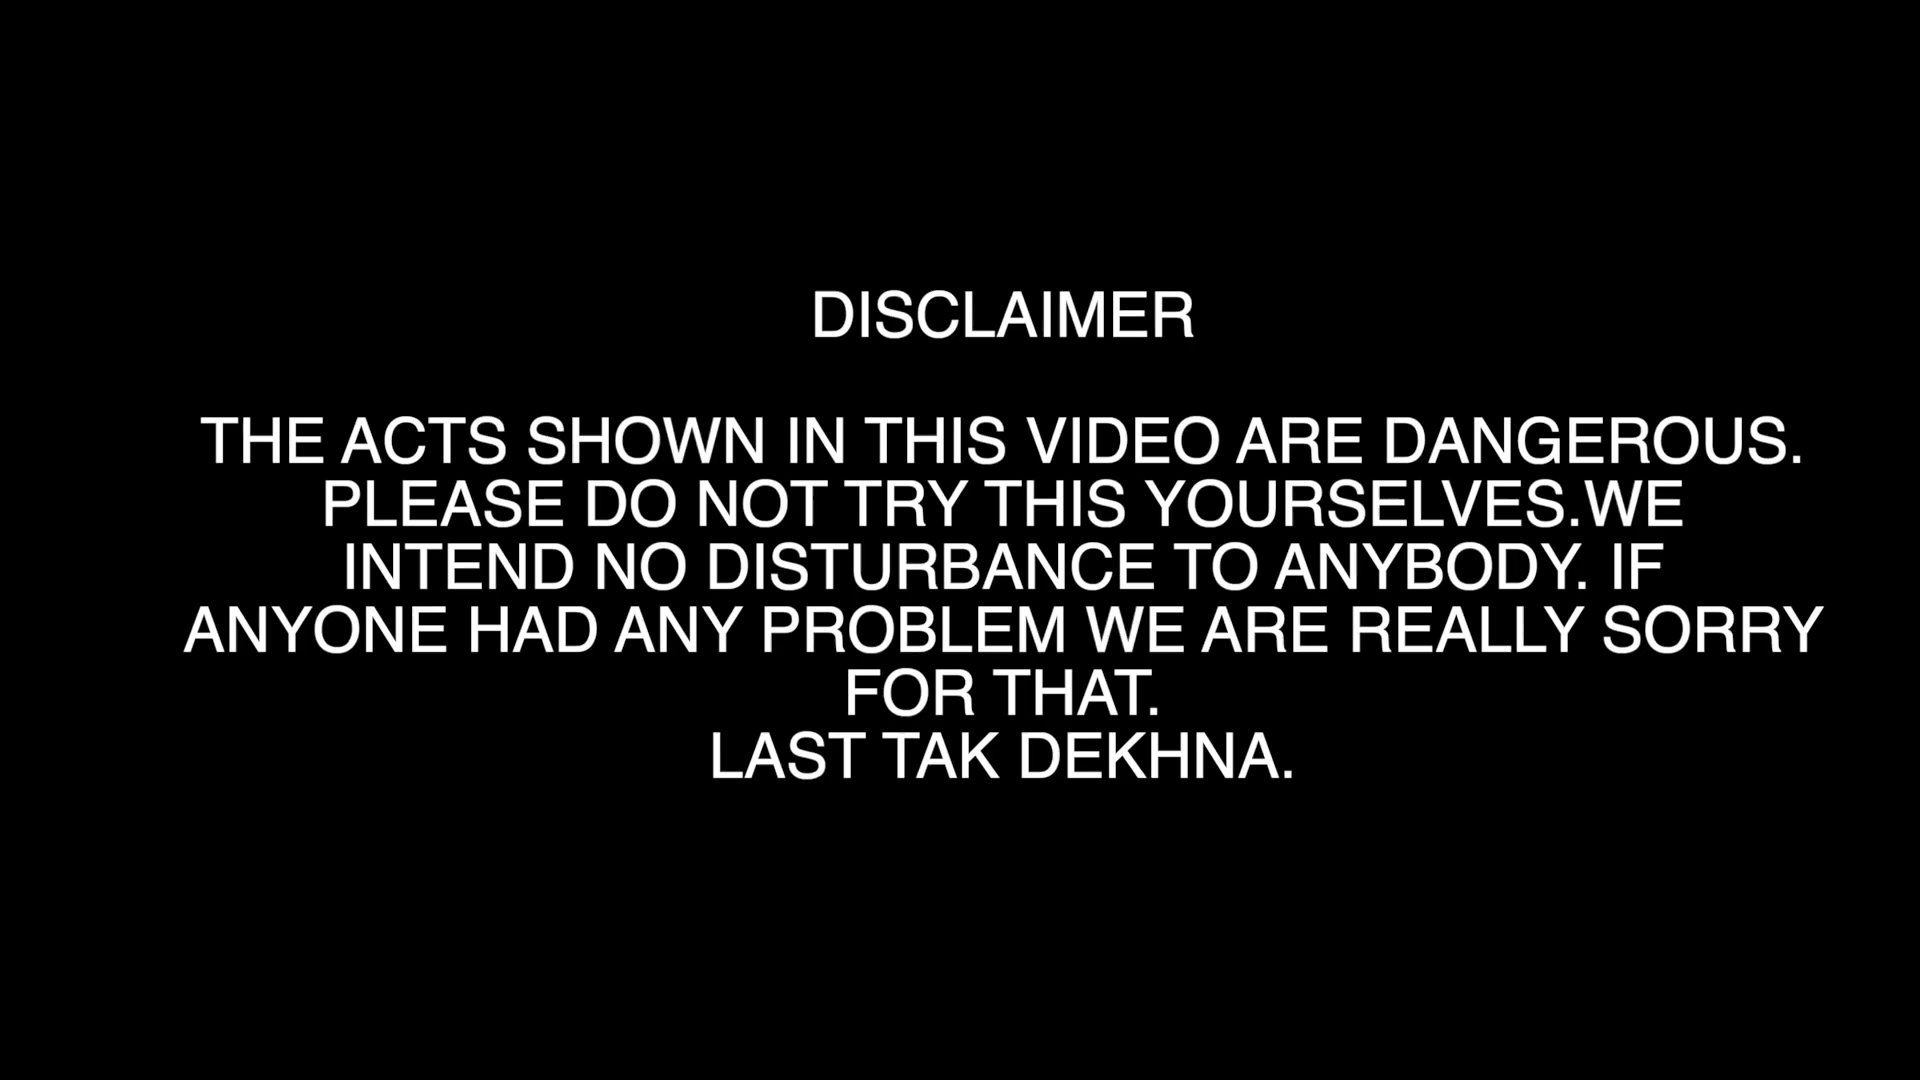 DISCLAIMER
THE ACTS SHOWN IN THIS VIDEO ARE DANGEROUS.
PLEASE DO NOT TRY THIS YOURSELVES.WE
INTEND NO DISTURBANCE TO ANYBODY. IF
ANYONE HAD ANY PROBLEM WE ARE REALLY SORRY
FOR THAT.
LAST TAK DEKHNA.